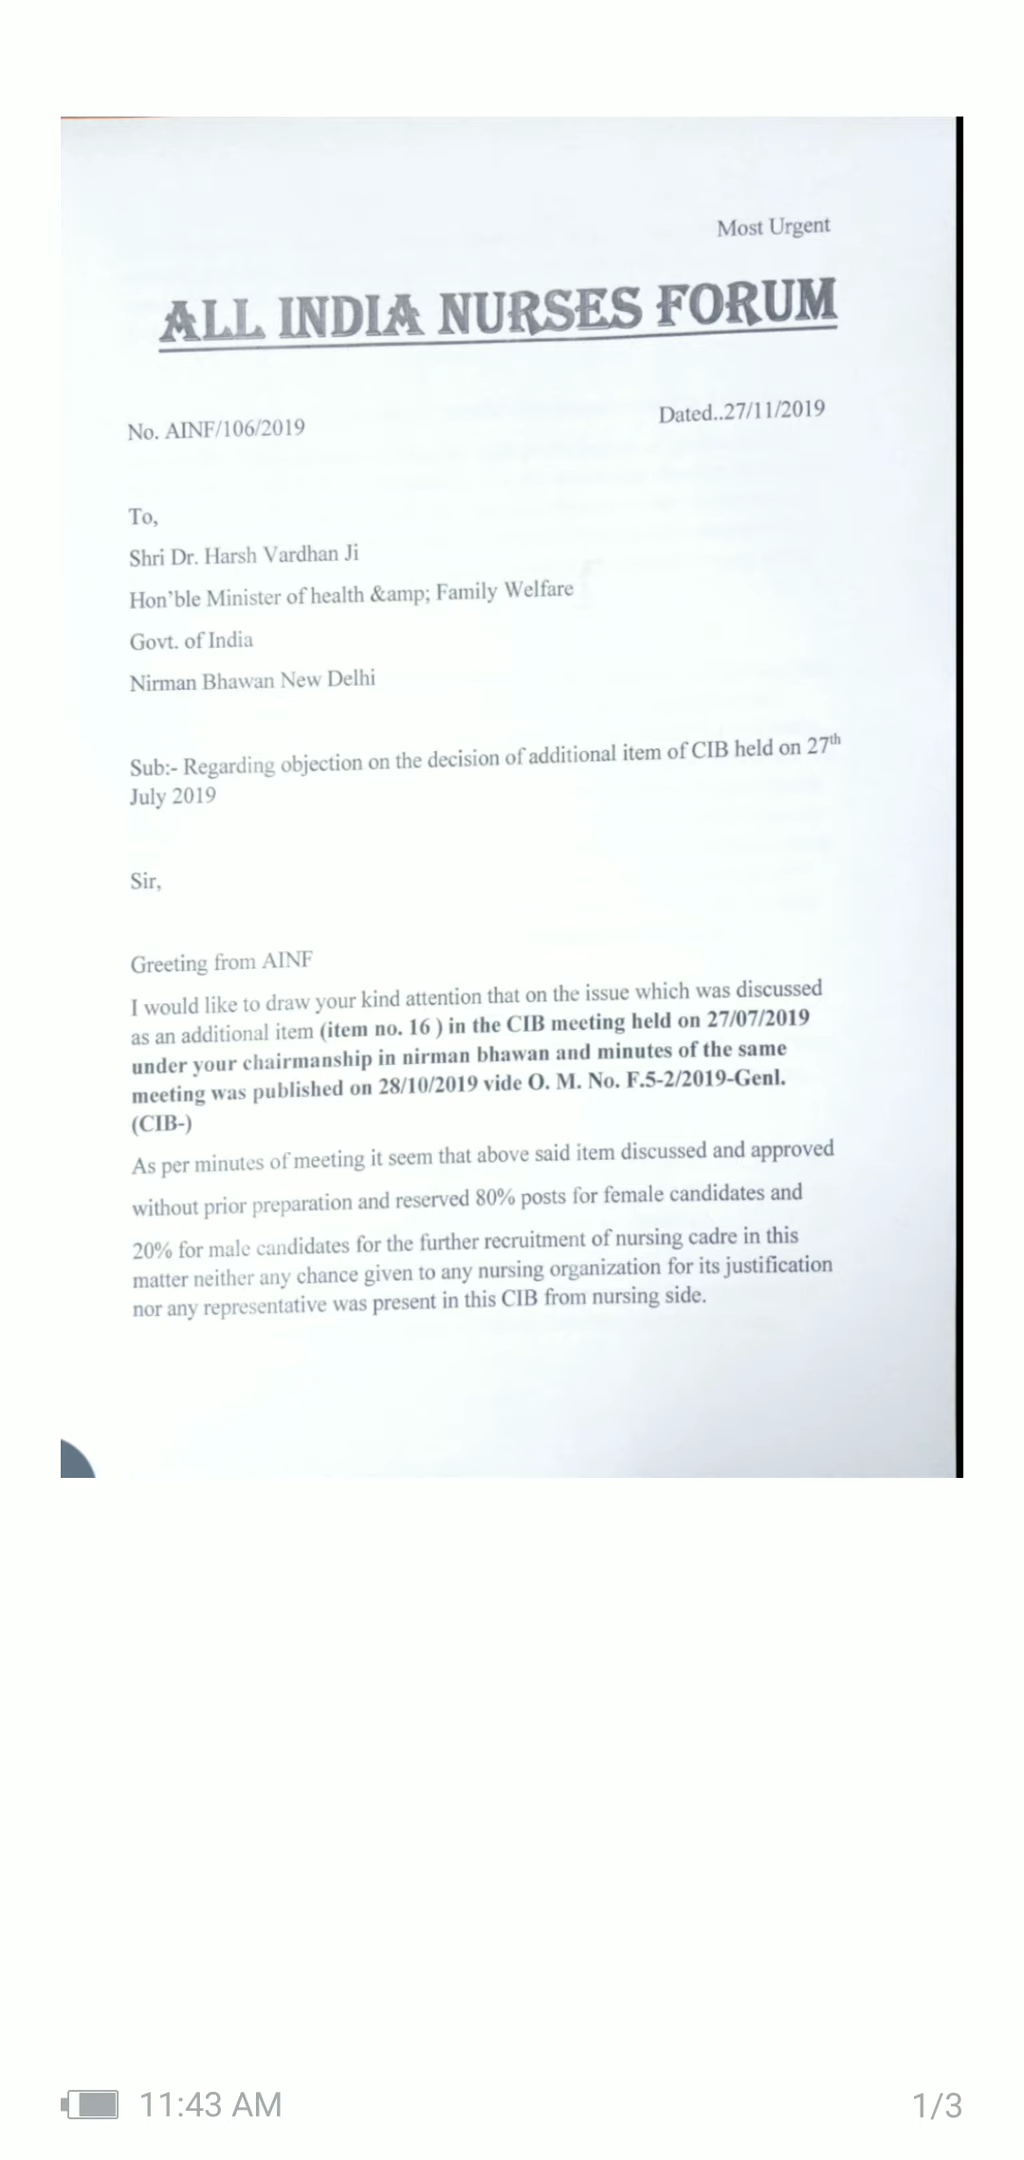 Most Urgent
ALL INDIA NURSES FORUM
No. AINF/106/2019
Dated..27/11/2019
To,
Shri Dr. Harsh Vardhan Ji
Hon'ble Minister of health &amp; Family Welfare
Govt. of India
Nirman Bhawan New Delhi
Sub:- Regarding objection on the decision of additional item of CIB held on 27th
July 2019
Sir,
Greeting from AINF
I would like to draw your kind attention that on the issue which was discussed
as an additional item (item no. 16 ) in the CIB meeting held on 27/07/2019
under your chairmanship in nirman bhawan and minutes of the same
meeting was published on 28/10/2019 vide O. M. No. F.5-2/2019-Genl.
(CIB-)
As per minutes of meeting it seem that above said item discussed and approved
without prior preparation and reserved 80% posts for female candidates and
20% for male candidates for the further recruitment of nursing cadre in this
matter neither any chance given to any nursing organization for its justification
nor any representative was present in this CIB from nursing side.
11:43 AM
1/3